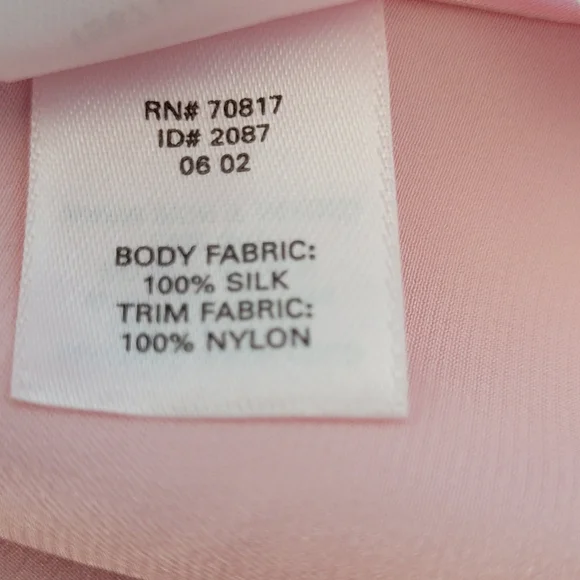 RN# 70817
ID# 2087
06 02
BODY FABRIC:
100% SILK
TRIM FABRIC:
100% NYLON